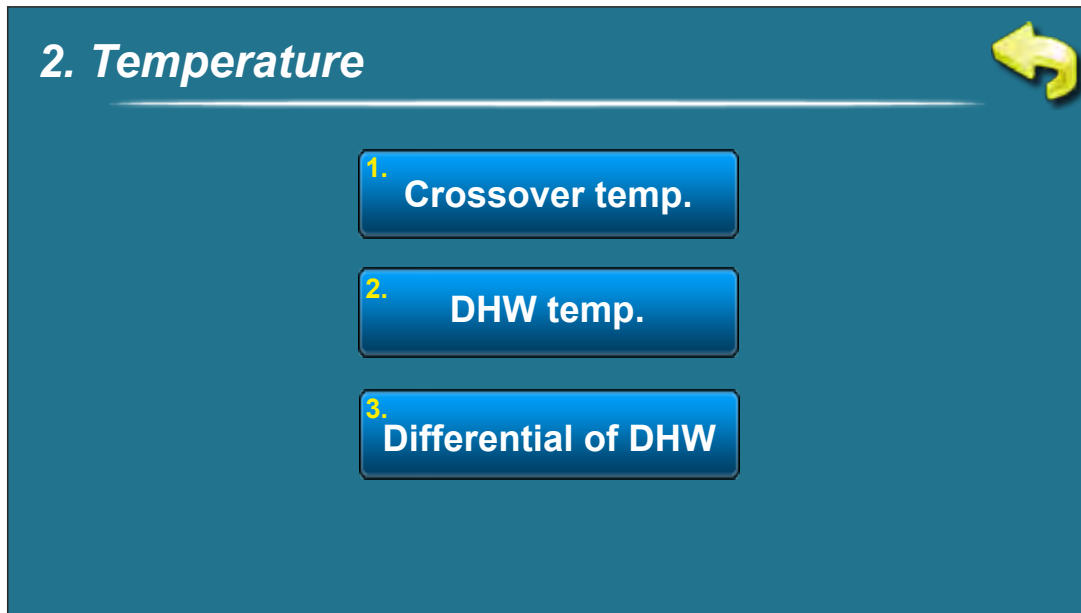 2. Temperature
1.
Crossover temp.
2.
DHW temp.
3.
Differential of DHW